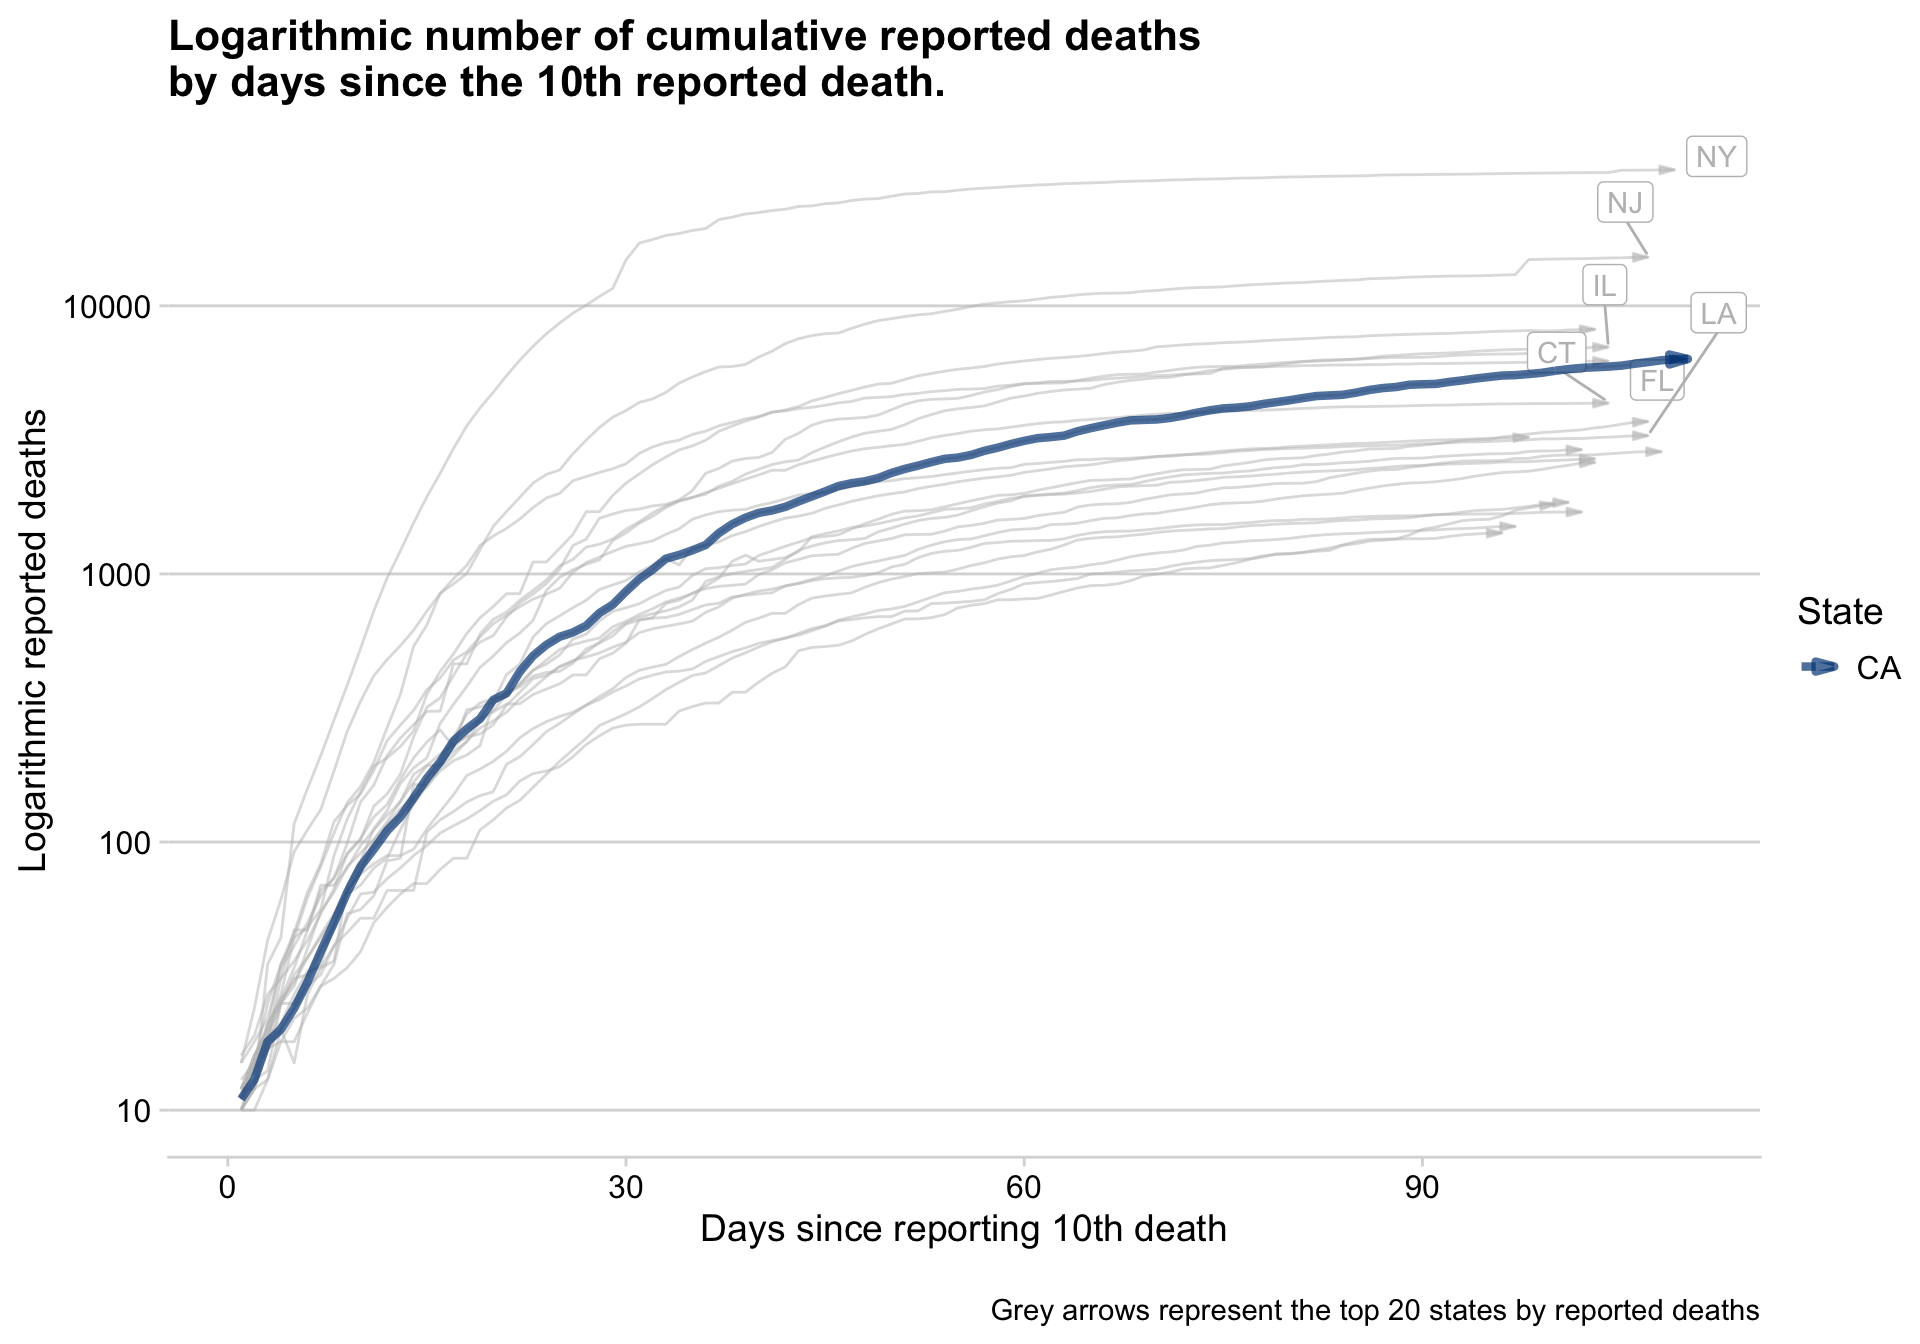 Logarithmic number of cumulative reported deaths
by days since the 10th reported death.
NY
NJ
IL
LA
CT
FL
10000
1000
100
10
Logarithmic reported deaths
0
30
60
90
Days since reporting 10th death
State
CA
Grey arrows represent the top 20 states by reported deaths